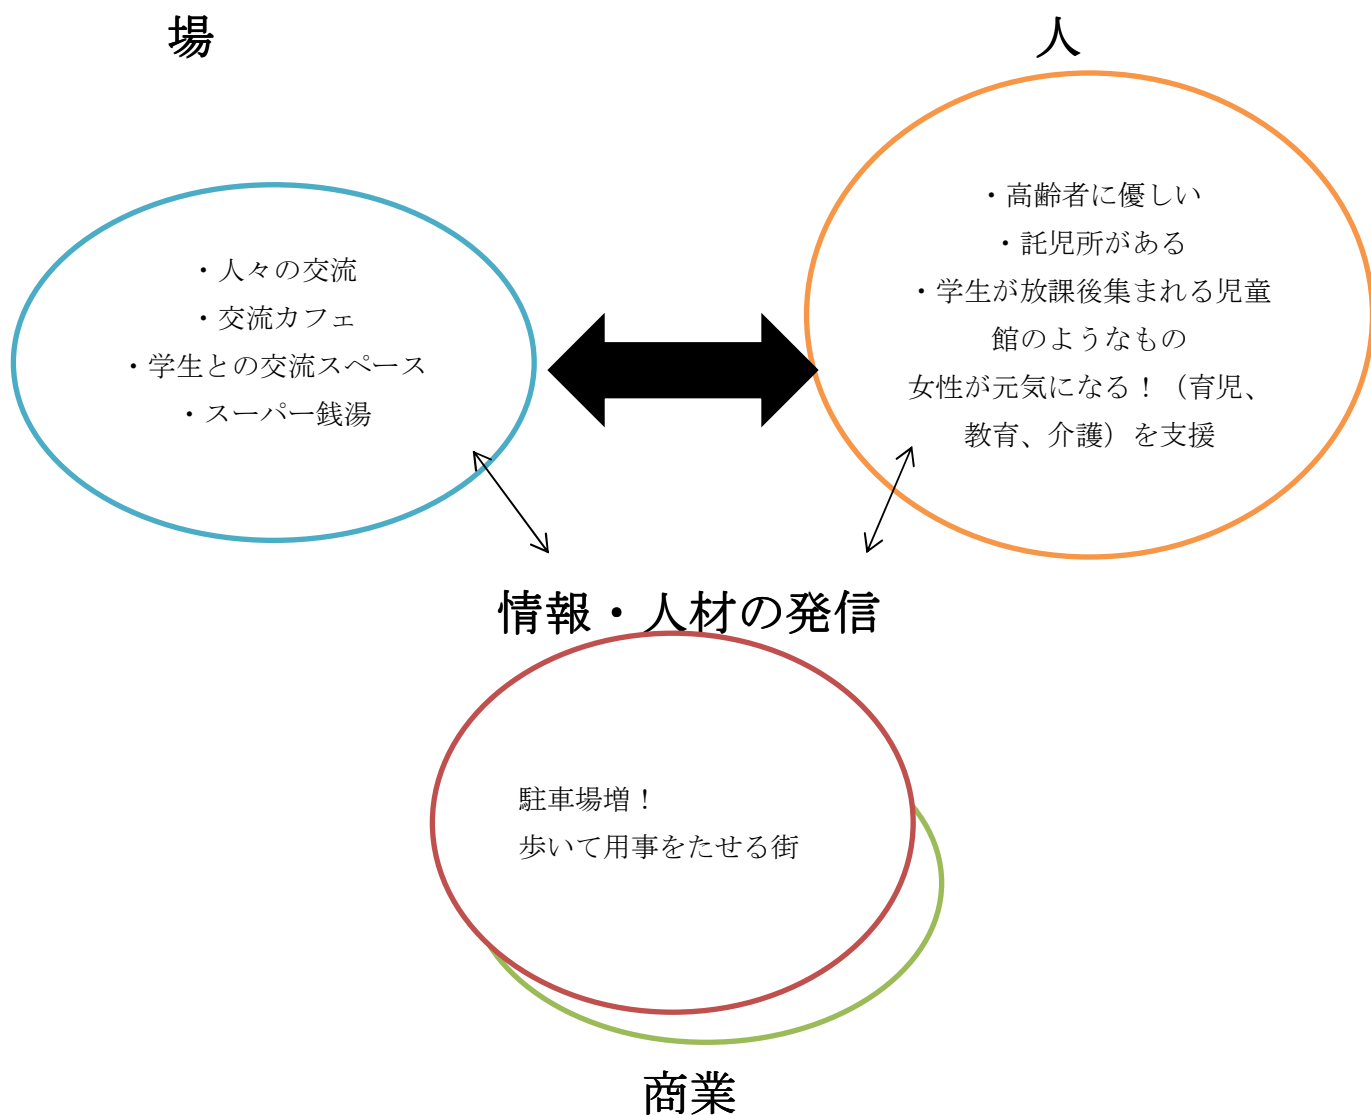 場
人
・人々の交流
・交流カフェ
・学生との交流スペース
・スーパー銭湯
・高齢者に優しい
・託児所がある
・学生が放課後集まれる児童
館のようなもの
女性が元気になる！（育児、
教育、介護）を支援
情報・人材の発信
駐車場増！
歩いて用事をたせる街
商業